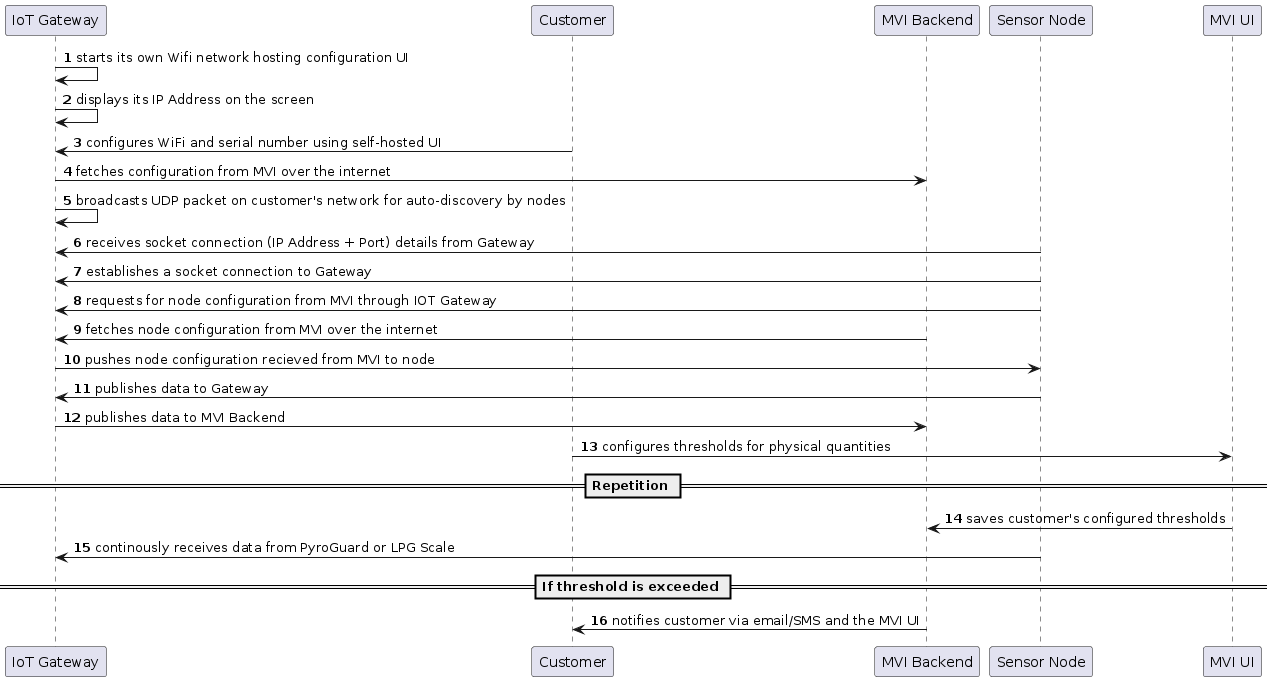 IoT Gateway Customer MVI Backend Sensor Node MVI UI
1 starts its own Wifi network hosting configuration UI
2 displays its IP Address on the screen
3 configures WiFi and serial number using self-hosted UI
4 fetches configuration from MVI over the internet
5 broadcasts UDP packet on customer's network for auto-discovery by nodes
6 receives socket connection (IP Address + Port) details from Gateway
7 establishes a socket connection to Gateway
8 requests for node configuration from MVI through IOT Gateway
9 fetches node configuration from MVI over the internet
10 pushes node configuration recieved from MVI to node
11 publishes data to Gateway
12 publishes data to MVI Backend
13 configures thresholds for physical quantities
Repetition
14 saves customer's configured thresholds
15 continously receives data from PyroGuard or LPG Scale
If threshold is exceeded
16 notifies customer via email/SMS and the MVI UI
IoT Gateway Customer MVI Backend Sensor Node MVI UI